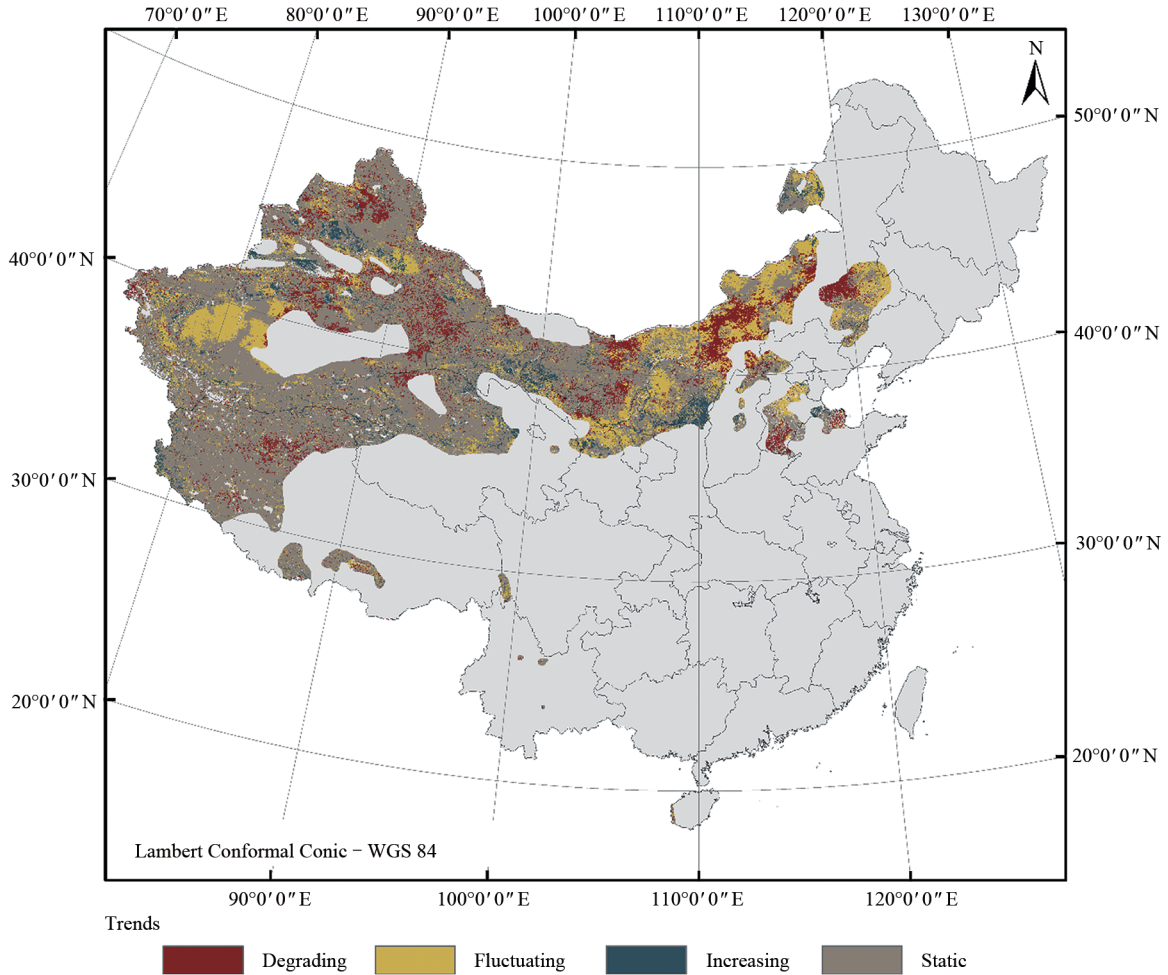 70°0′0″E 80°0′0″E 90°0′0″E 100°0′0″E 110°0′0″E 120°0′0″E 130°0′0″E
N
50°0′0″N
40°0′0″N
40°0′0″N
30°0′0″N
30°0′0″N
20°0′0″N
20°0′0″N
Lambert Conformal Conic − WGS 84
90°0′0″E 100°0′0″E 110°0′0″E 120°0′0″E
Trends
Degrading Fluctuating Increasing Static